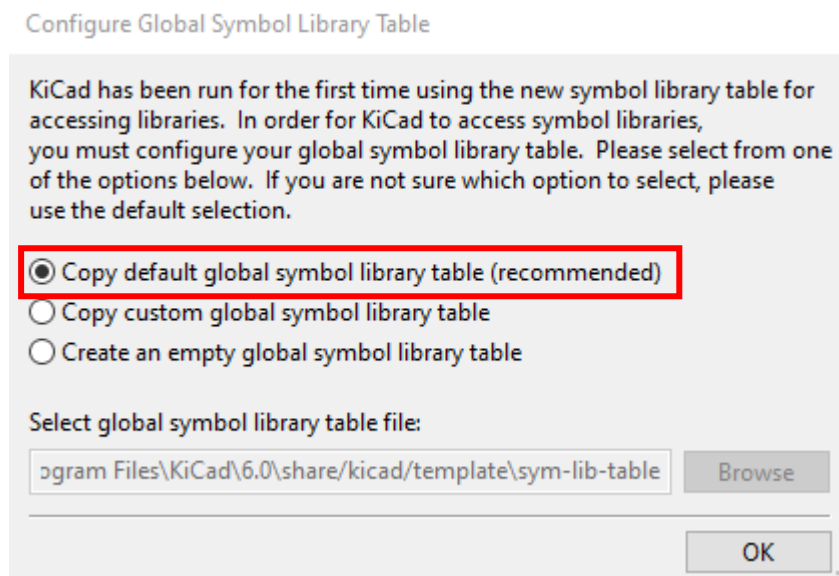 Configure Global Symbol Library Table
KiCad has been run for the first time using the new symbol library table for
accessing libraries.  In order for KiCad to access symbol libraries,
you must configure your global symbol library table.  Please select from one
of the options below.  If you are not sure which option to select, please
use the default selection.
Copy default global symbol library table (recommended)
Copy custom global symbol library table
Create an empty global symbol library table
Select global symbol library table file:
ogram Files\KiCad\6.0\share/kicad/template\sym-lib-table Browse
OK